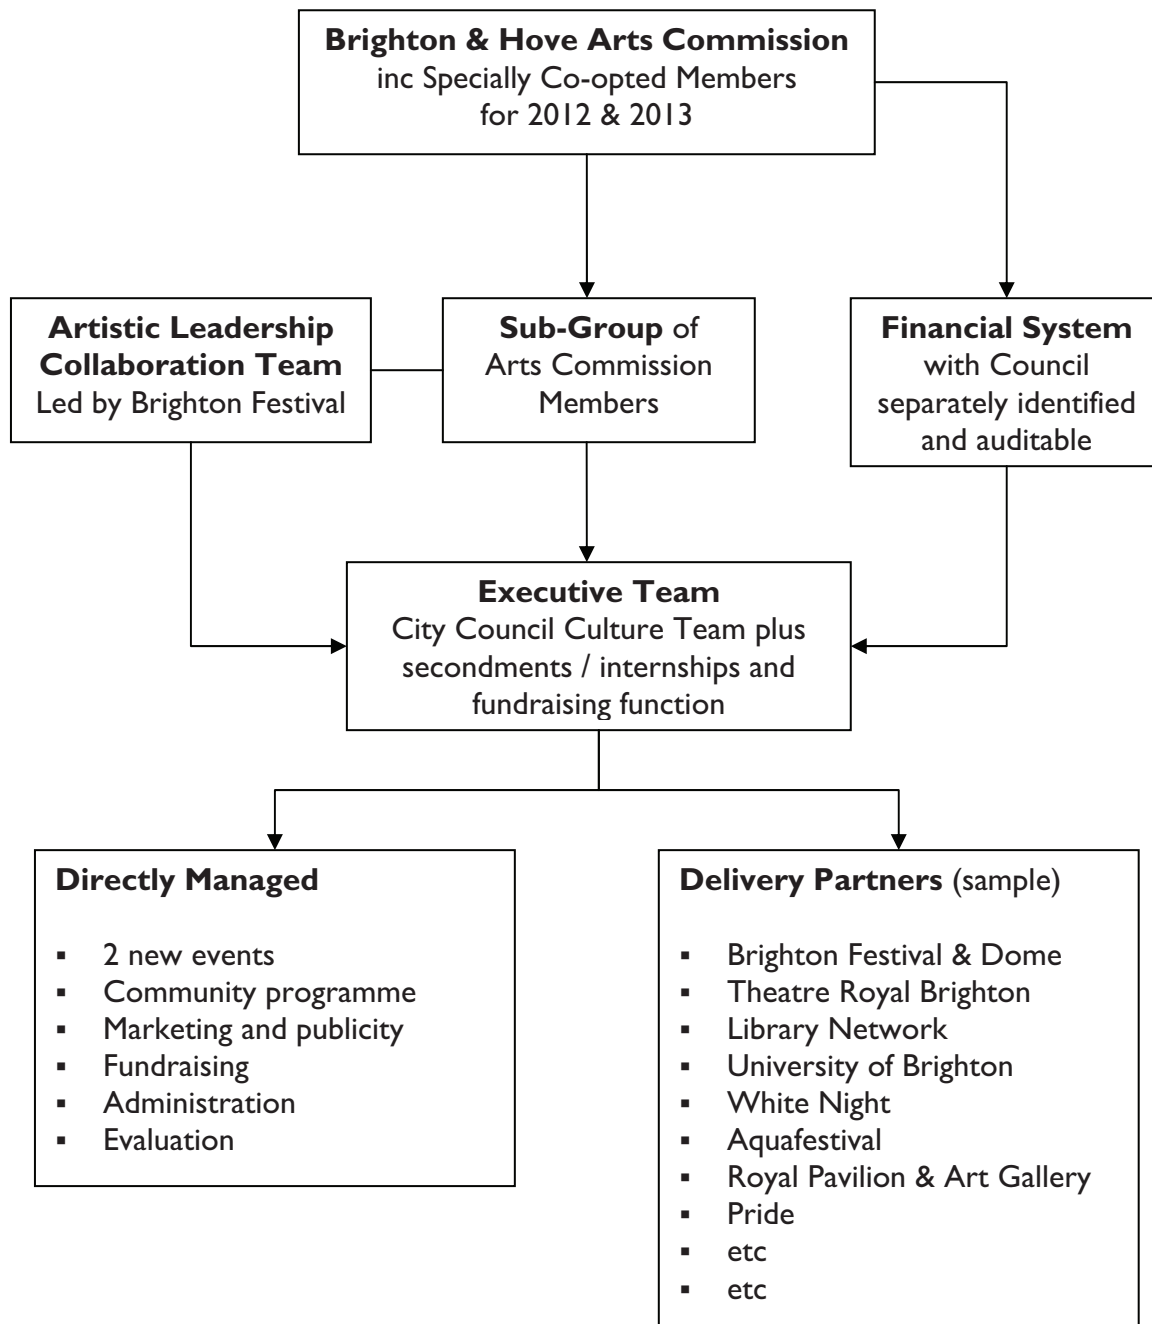 Brighton & Hove Arts Commission
inc Specially Co-opted Members
for 2012 & 2013
Artistic Leadership
Collaboration Team
Led by Brighton Festival
Sub-Group of
Arts Commission
Members
Financial System
with Council
separately identified
and auditable
Executive Team
City Council Culture Team plus
secondments / internships and
fundraising function
Directly Managed
▪ 2 new events
▪ Community programme
▪ Marketing and publicity
▪ Fundraising
▪ Administration
▪ Evaluation
Delivery Partners (sample)
▪ Brighton Festival & Dome
▪ Theatre Royal Brighton
▪ Library Network
▪ University of Brighton
▪ White Night
▪ Aquafestival
▪ Royal Pavilion & Art Gallery
▪ Pride
▪ etc
▪ etc